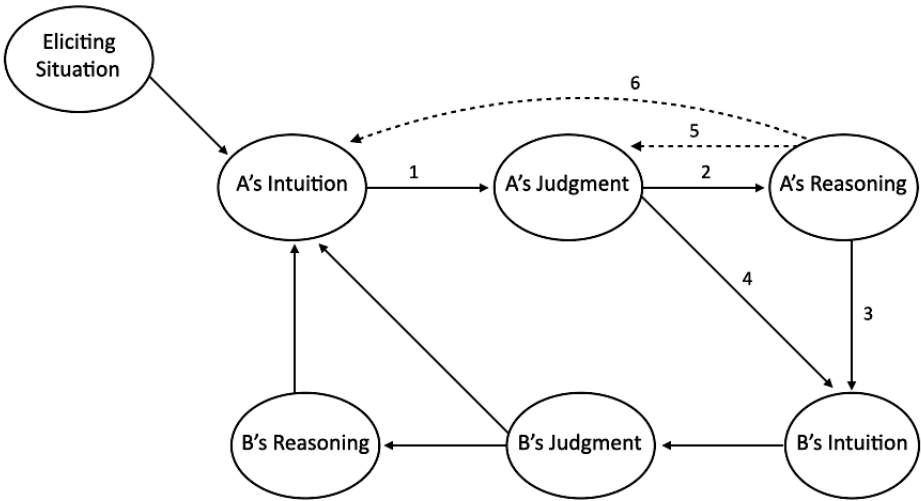 Eliciting
Situation
6
5
A's Intuition
1
A's Judgment
2
A's Reasoning
4
3
B's Reasoning
B's Judgment
B's Intuition